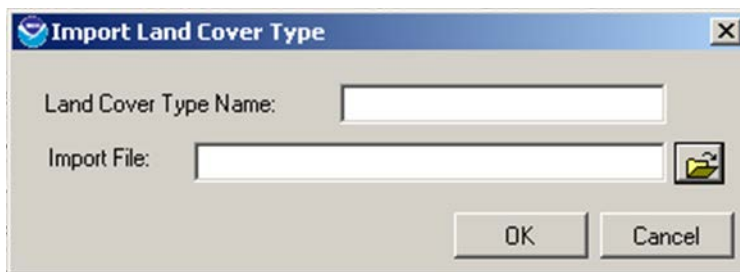 Import Land Cover Type
Land Cover Type Name:
Import File:
OK Cancel